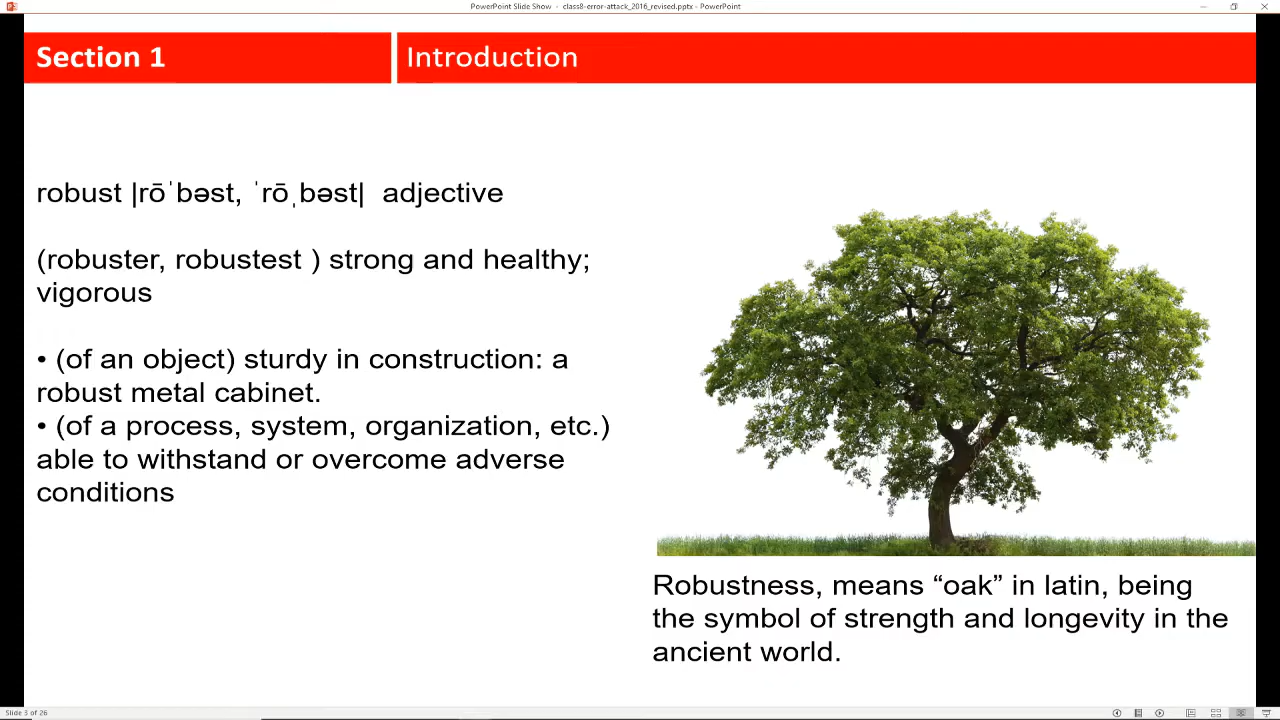 PowerPoint Slide Show - class8-error-attack_2016_revised.pptx - PowerPoint
Section 1
Introduction
robust |rōˈbəst, ˈrōˌbəst|  adjective
(robuster, robustest ) strong and healthy;
vigorous
• (of an object) sturdy in construction: a
robust metal cabinet.
• (of a process, system, organization, etc.)
able to withstand or overcome adverse
conditions
Robustness, means “oak” in latin, being
the symbol of strength and longevity in the
ancient world.
Slide 3 of 26